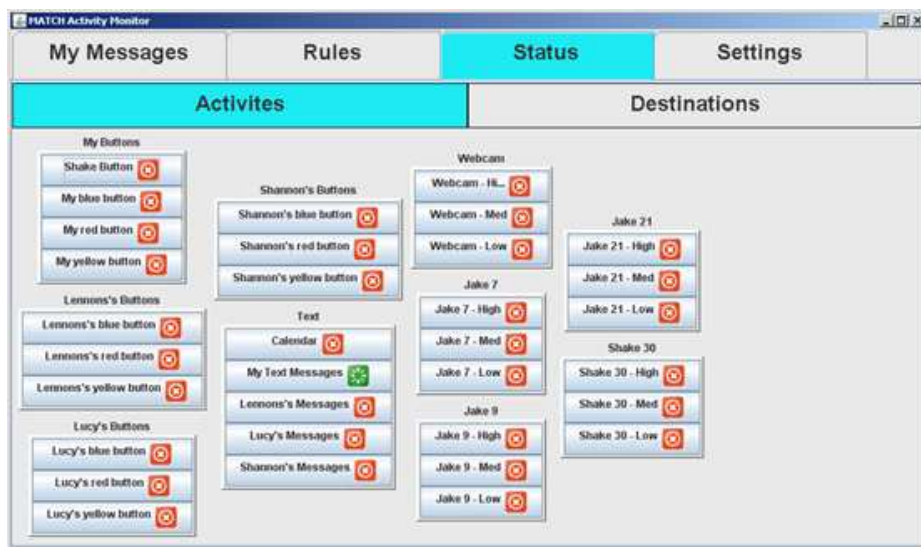 MATCH Activity Monitor
My Messages Rules Status Settings
Activites Destinations
My Buttons
Shake Button
My blue button
My red button
My yellow button
Lennons's Buttons
Lennons's blue button
Lennons's red button
Lennons's yellow button
Lucy's Buttons
Lucy's blue button
Lucy's red button
Lucy's yellow button
Shannon's Buttons
Shannon's blue button
Shannon's red button
Shannon's yellow button
Text
Calendar
My Text Messages
Lennons's Messages
Lucy's Messages
Shannon's Messages
Webcam
Webcam - Hi...
Webcam - Med
Webcam - Low
Jake 7
Jake 7 - High
Jake 7 - Med
Jake 7 - Low
Jake 9
Jake 9 - High
Jake 9 - Med
Jake 9 - Low
Jake 21
Jake 21 - High
Jake 21 - Med
Jake 21 - Low
Shake 30
Shake 30 - High
Shake 30 - Med
Shake 30 - Low